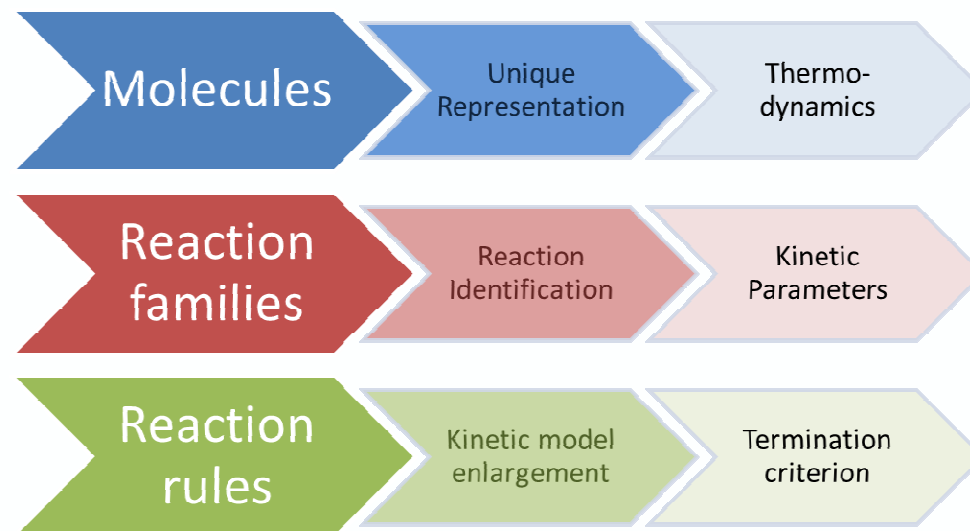 Molecules
Unique
Representation
Thermo-
dynamics
Reaction
families
Reaction
Identification
Kinetic
Parameters
Reaction
rules
Kinetic model
enlargement
Termination
criterion